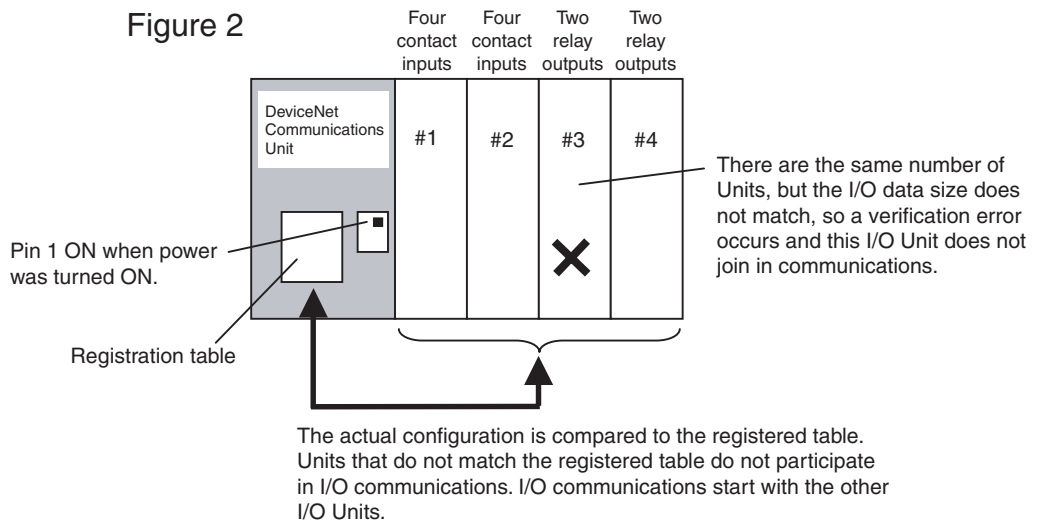 Figure 2
Four
contact
inputs
Four
contact
inputs
Two
relay
outputs
Two
relay
outputs
DeviceNet
Communications
Unit
#1
#2
#3
#4
There are the same number of
Units, but the I/O data size does
not match, so a verification error
occurs and this I/O Unit does not
join in communications.
Pin 1 ON when power
was turned ON.
Registration table
The actual configuration is compared to the registered table.
Units that do not match the registered table do not participate
in I/O communications. I/O communications start with the other
I/O Units.